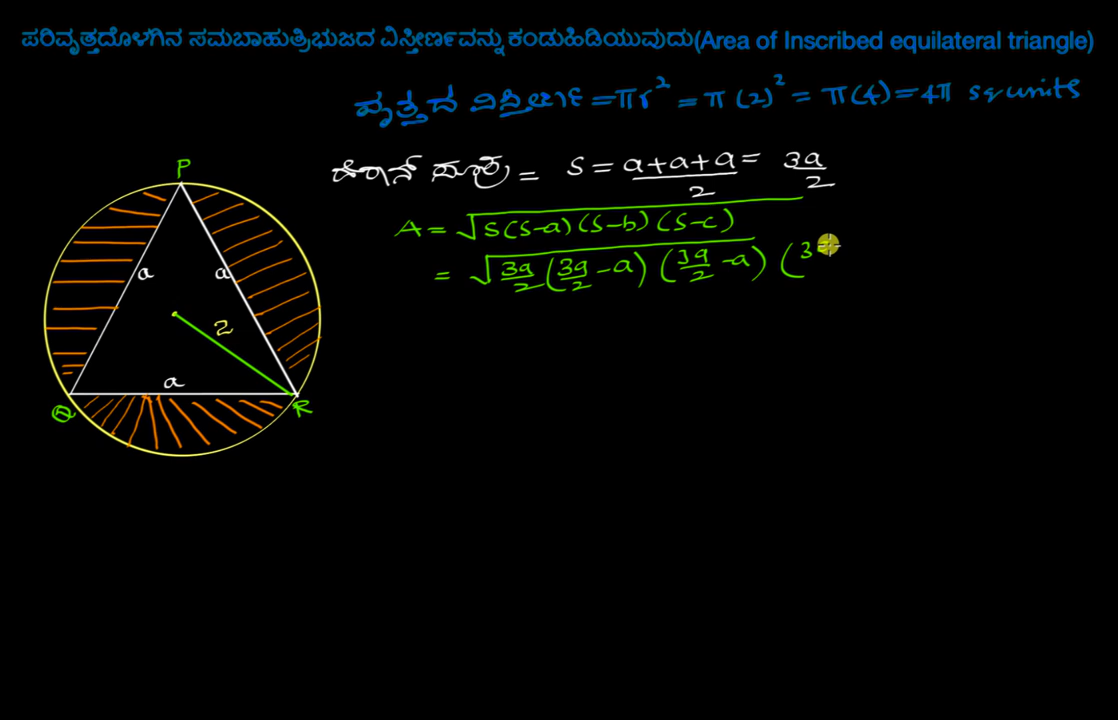 ಪರಿವೃತ್ತದೊಳಗಿನ ಸಮಬಾಹುತ್ರಿಭುಜದ ವಿಸ್ತೀರ್ಣವನ್ನು ಕಂಡುಹಿಡಿಯುವುದು(Area of Inscribed equilateral triangle)
ವೃತ್ತದ ವಿಸ್ತೀರ್ಣ = πr² = π (2)² = π(4) = 4π sq units
ಹೆರಾನ್ ಸೂತ್ರ = S = a+a+a/2 = 3a/2
A = √S(S-a)(S-b)(S-c)
= √3a/2 (3a/2 - a) (3a/2 - a) (3
P
a
a
2
a
Q
R